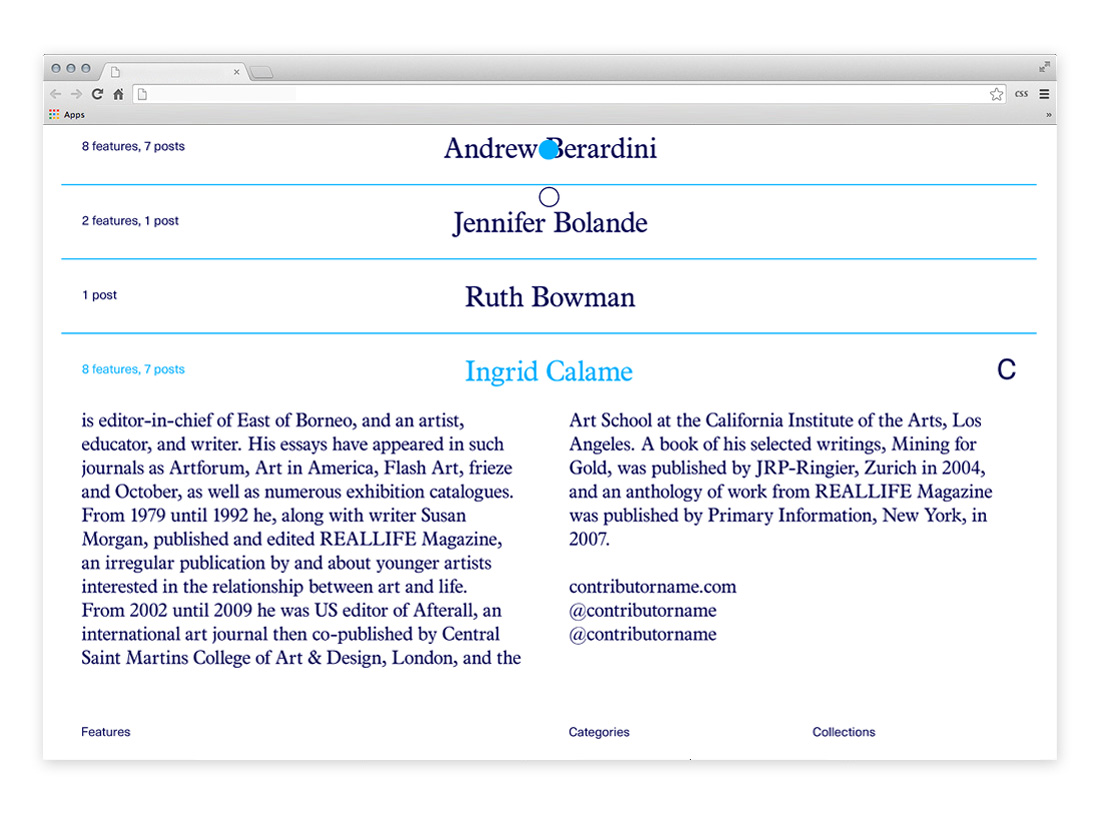 CSS
Apps
»
8 features, 7 posts
Andrew Berardini
2 features, 1 post
Jennifer Bolande
1 post
Ruth Bowman
8 features, 7 posts
Ingrid Calame
C
is editor-in-chief of East of Borneo, and an artist,
educator, and writer. His essays have appeared in such
journals as Artforum, Art in America, Flash Art, frieze
and October, as well as numerous exhibition catalogues.
From 1979 until 1992 he, along with writer Susan
Morgan, published and edited REALLIFE Magazine,
an irregular publication by and about younger artists
interested in the relationship between art and life.
From 2002 until 2009 he was US editor of Afterall, an
international art journal then co-published by Central
Saint Martins College of Art & Design, London, and the
Art School at the California Institute of the Arts, Los
Angeles. A book of his selected writings, Mining for
Gold, was published by JRP-Ringier, Zurich in 2004,
and an anthology of work from REALLIFE Magazine
was published by Primary Information, New York, in
2007.
contributorname.com
@contributorname
@contributorname
Features
Categories
Collections